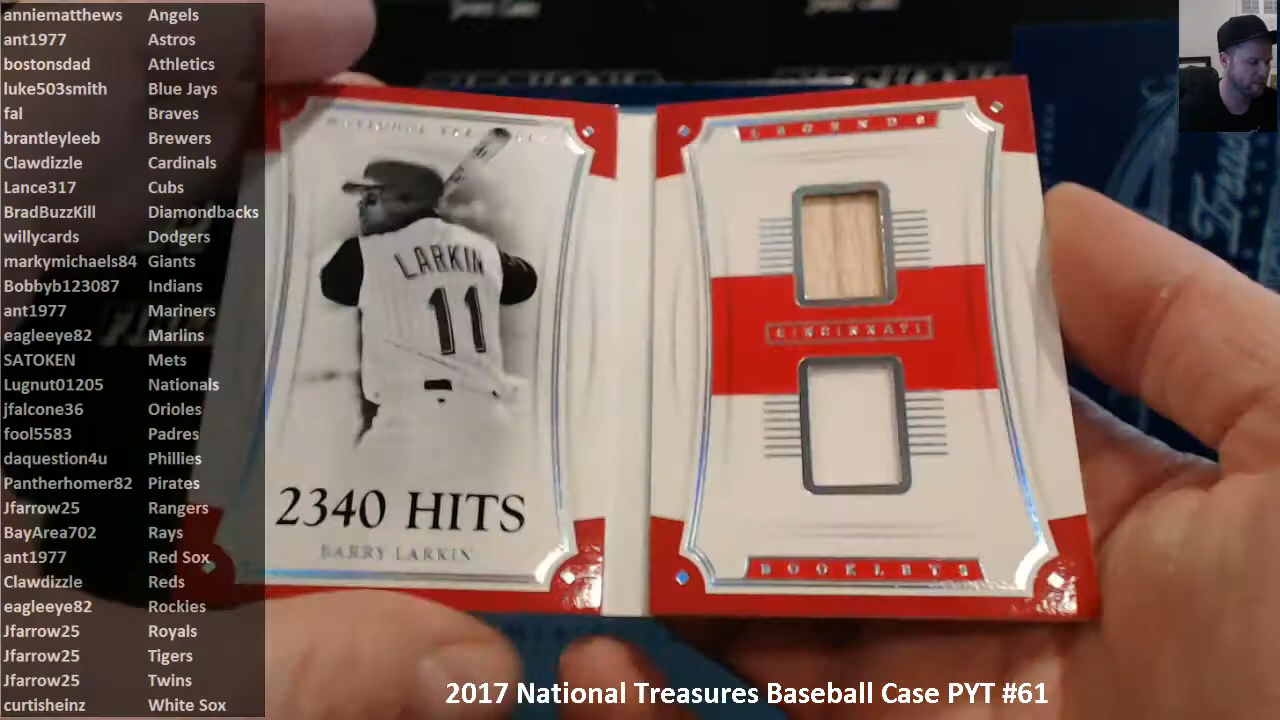 anniematthews Angels
ant1977 Astros
bostonsdad Athletics
luke503smith Blue Jays
fal Braves
brantleyleeb Brewers
Clawdizzle Cardinals
Lance317 Cubs
BradBuzzKill Diamondbacks
willycards Dodgers
markymichaels84 Giants
Bobbyb123087 Indians
ant1977 Mariners
eagleeye82 Marlins
SATOKEN Mets
Lugnut01205 Nationals
jfalcone36 Orioles
fool5583 Padres
daquestion4u Phillies
Pantherhomer82 Pirates
Jfarrow25 Rangers
BayArea702 Rays
ant1977 Red Sox
Clawdizzle Reds
eagleeye82 Rockies
Jfarrow25 Royals
Jfarrow25 Tigers
Jfarrow25 Twins
curtisheinz White Sox
NATIONAL TREASURES
LARKIN
11
2340 HITS
BARRY LARKIN
LEGENDS
CINCINNATI
BOOKLETS
2017 National Treasures Baseball Case PYT #61